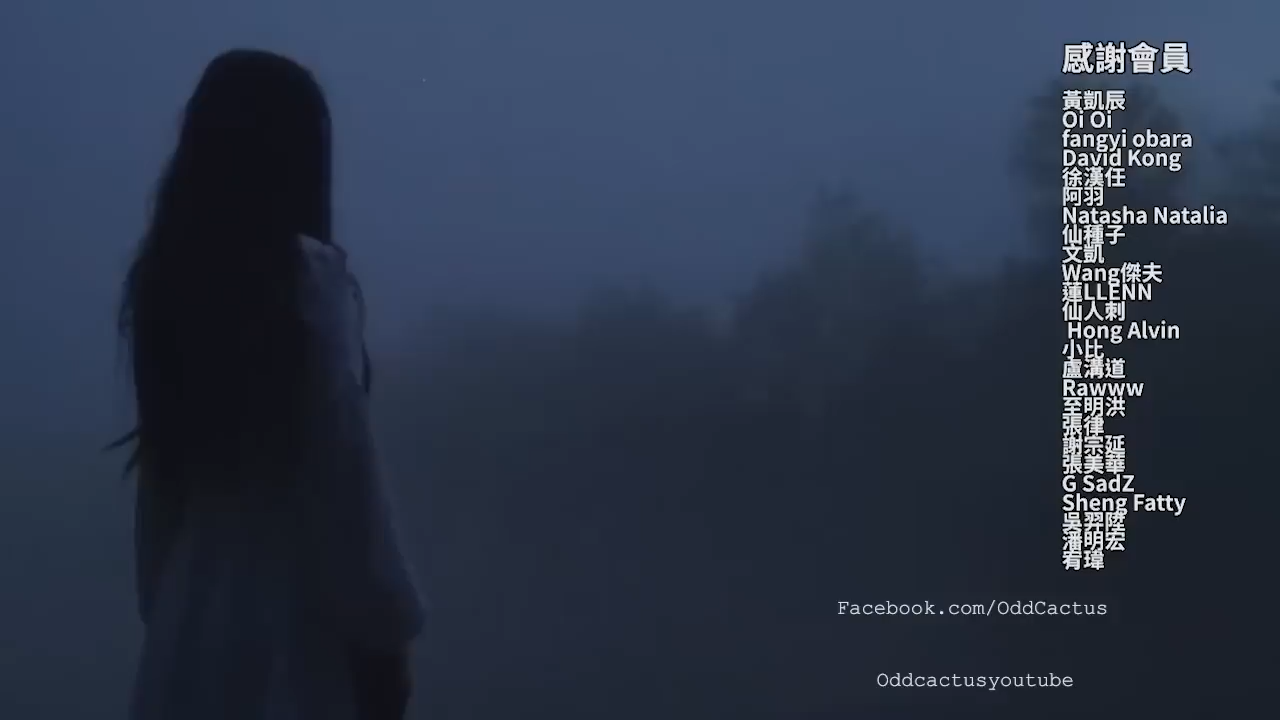 感謝會員
黃凱辰
Oi Oi
fangyi obara
David Kong
徐漢任
阿羽
Natasha Natalia
仙種子
文凱
Wang傑夫
蓮LLENN
仙人刺
Hong Alvin
小比
盧溝道
Rawww
至明洪
張律
謝宗延
張美華
G SadZ
Sheng Fatty
吳羿陞
潘明宏
宥瑋
Facebook.com/OddCactus
Oddcactusyoutube